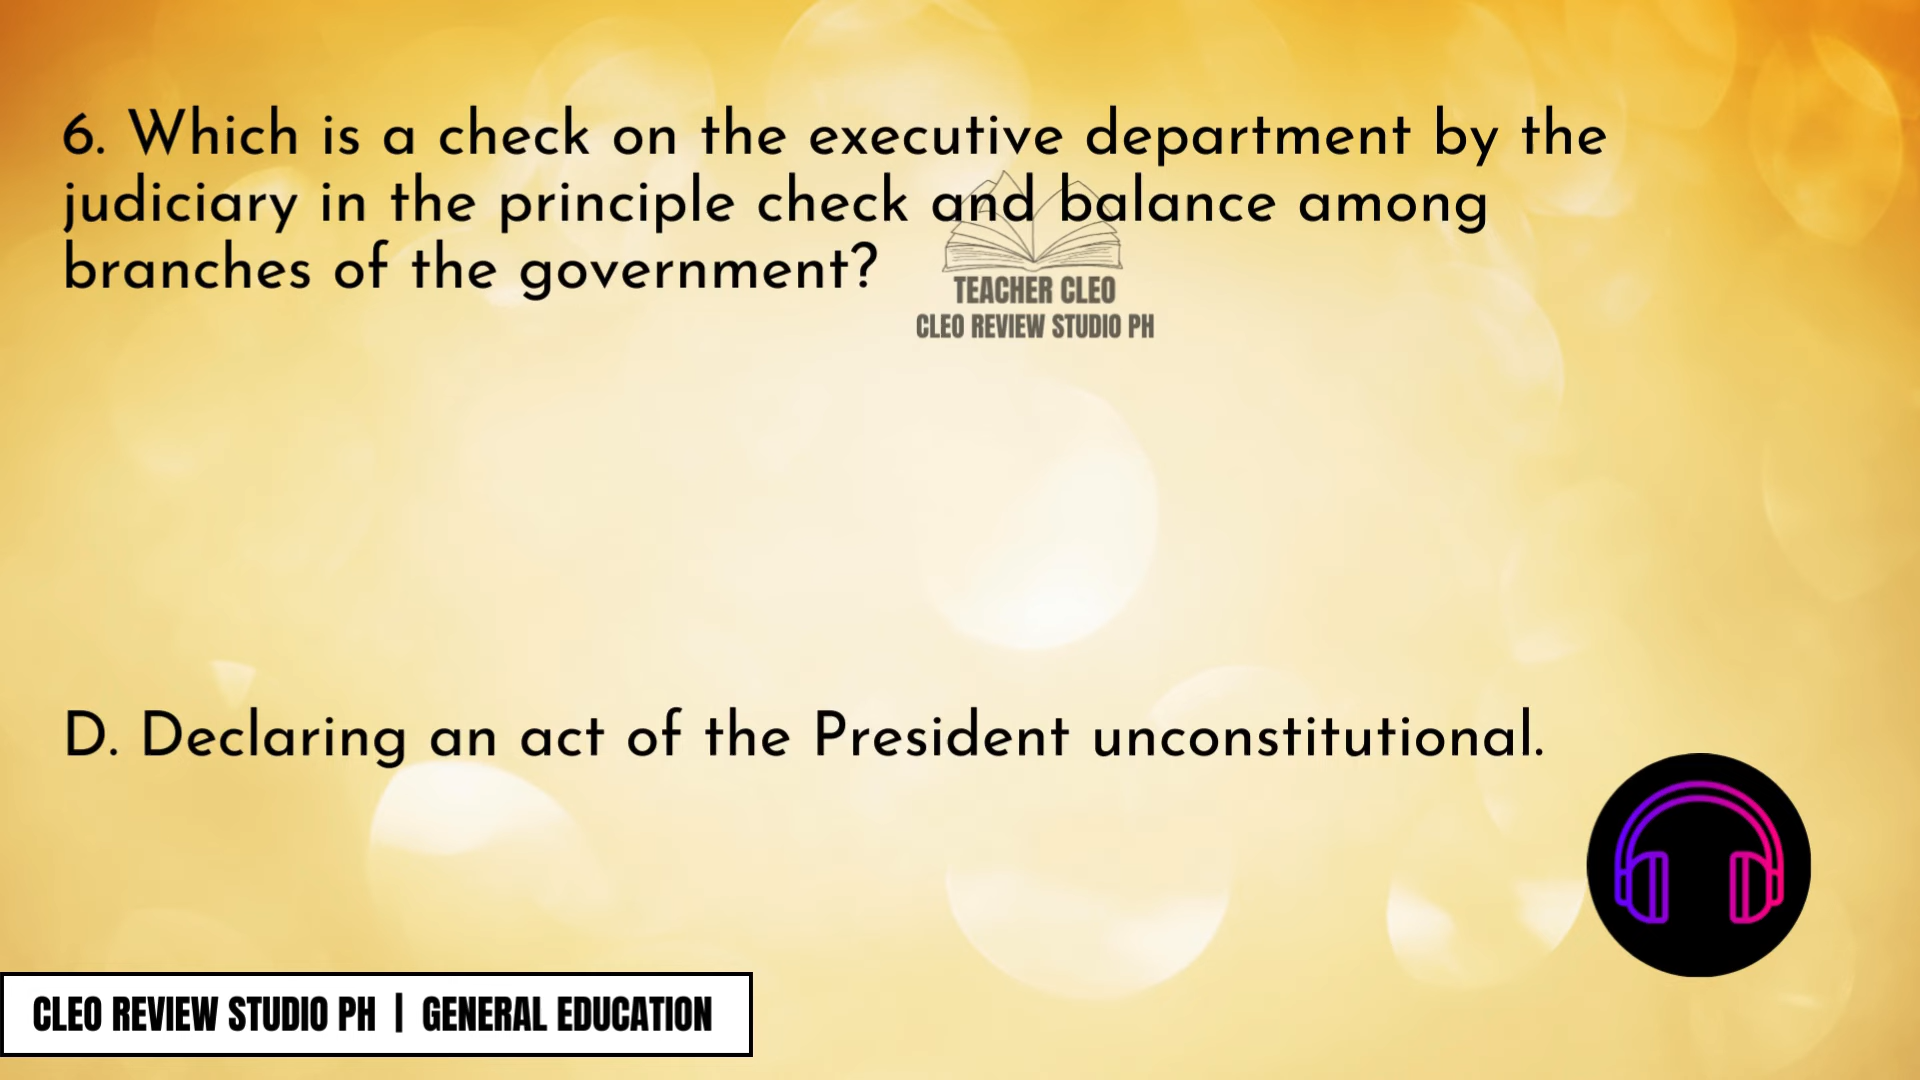 6. Which is a check on the executive department by the
judiciary in the principle check and balance among
branches of the government?
TEACHER CLEO
CLEO REVIEW STUDIO PH
D. Declaring an act of the President unconstitutional.
CLEO REVIEW STUDIO PH | GENERAL EDUCATION